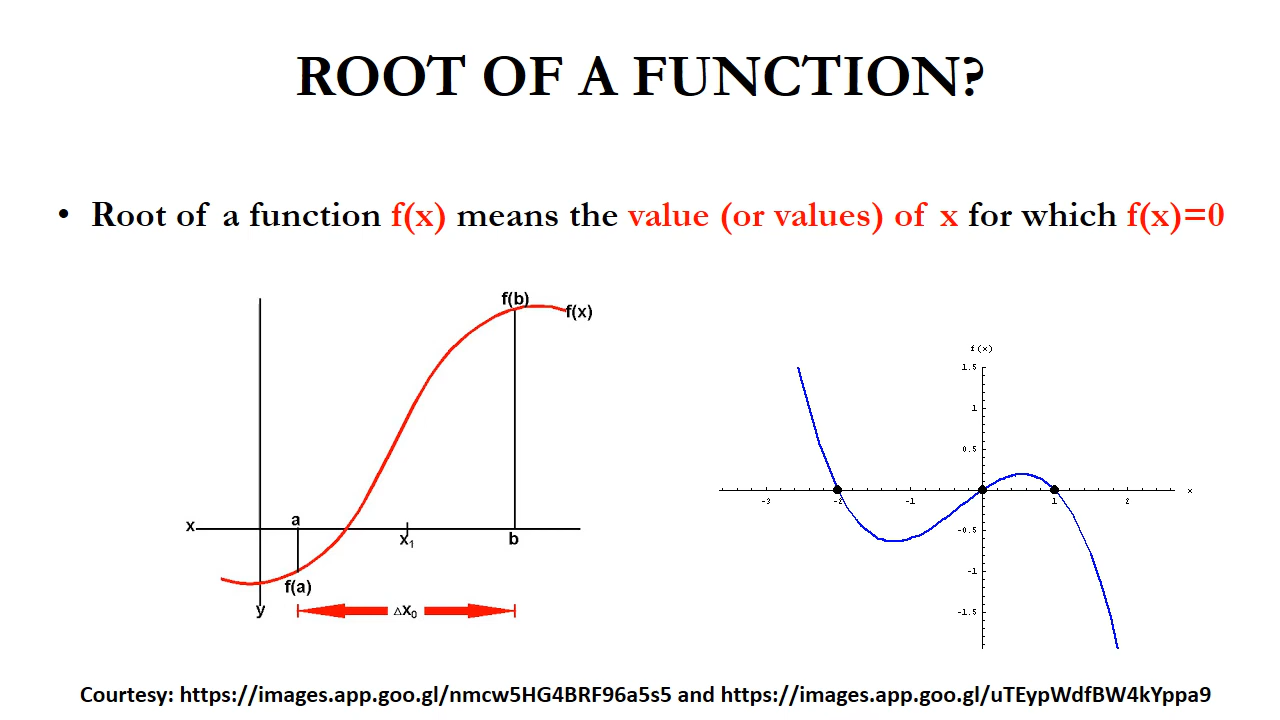 ROOT OF A FUNCTION?
• Root of a function f(x) means the value (or values) of x for which f(x)=0
f(b)
f(x)
x
a
x₁
b
f(a)
y
△x₀
f(x)
1.5
1
0.5
-3
-2
-1
1
2
x
-0.5
-1
-1.5
Courtesy: https://images.app.goo.gl/nmcw5HG4BRF96a5s5 and https://images.app.goo.gl/uTEypWdfBW4kYppa9